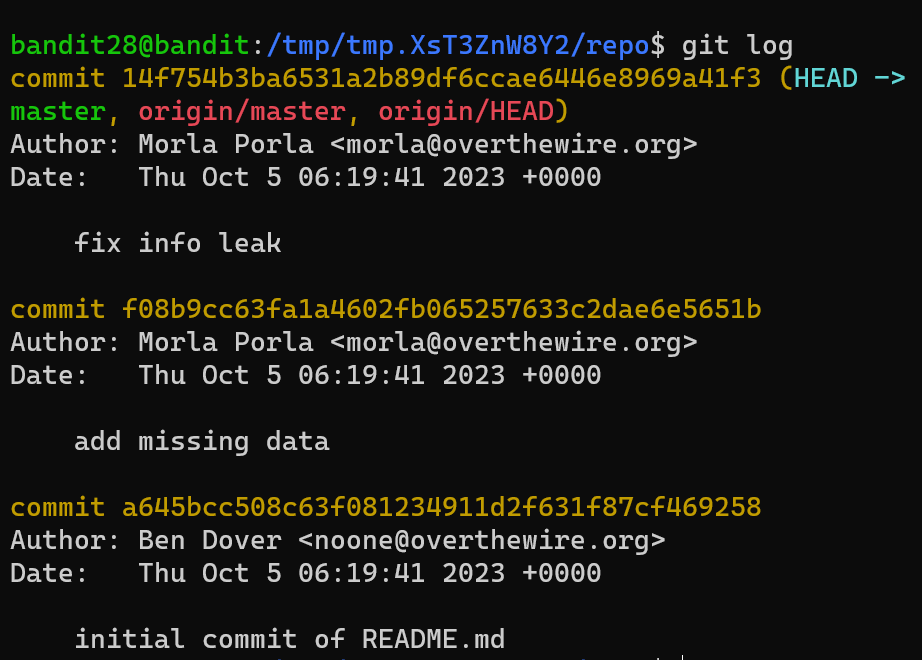 bandit28@bandit:/tmp/tmp.XsT3ZnW8Y2/repo$ git log
commit 14f754b3ba6531a2b89df6ccae6446e8969a41f3 (HEAD ->
master, origin/master, origin/HEAD)
Author: Morla Porla <morla@overthewire.org>
Date:   Thu Oct 5 06:19:41 2023 +0000

    fix info leak

commit f08b9cc63fa1a4602fb065257633c2dae6e5651b
Author: Morla Porla <morla@overthewire.org>
Date:   Thu Oct 5 06:19:41 2023 +0000

    add missing data

commit a645bcc508c63f081234911d2f631f87cf469258
Author: Ben Dover <noone@overthewire.org>
Date:   Thu Oct 5 06:19:41 2023 +0000

    initial commit of README.md